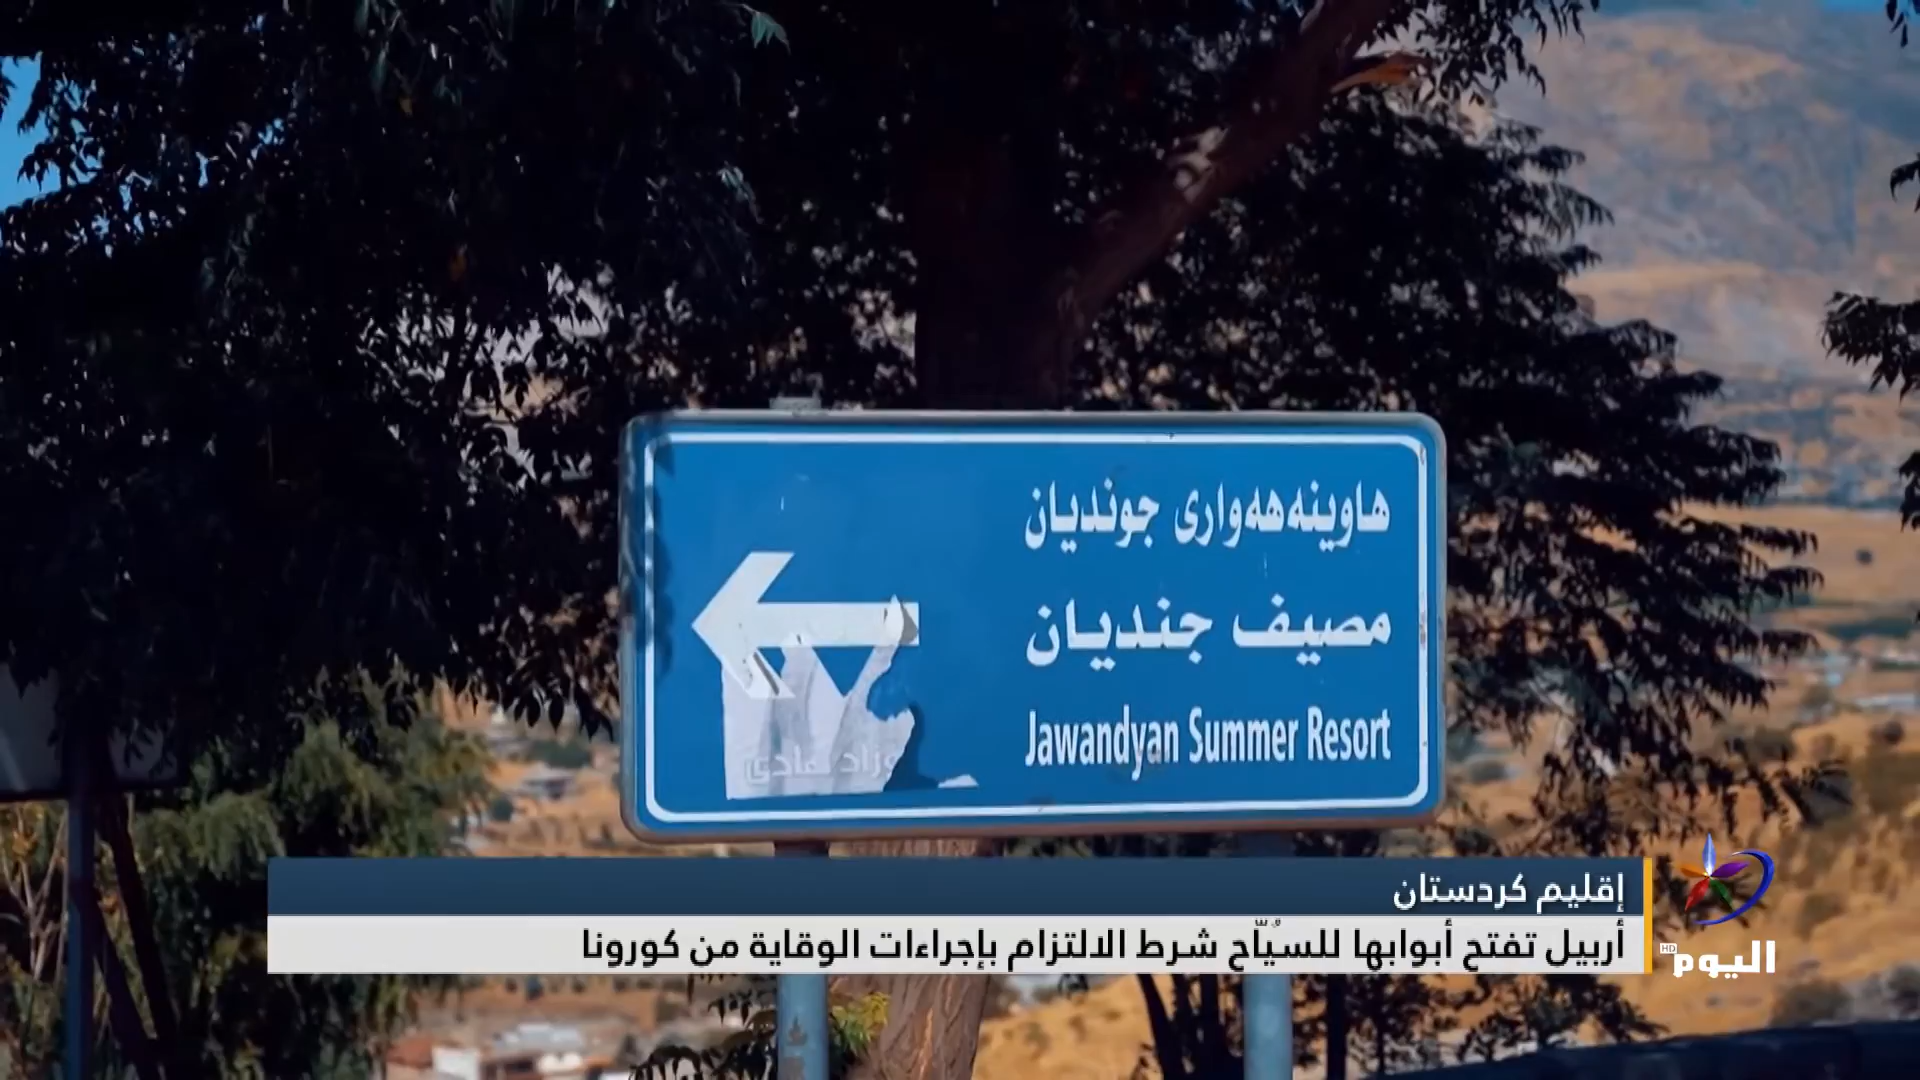 هاوینەهەواری جوندیان
مصيف جنديان
Jawandyan Summer Resort
إقليم كردستان
أربيل تفتح أبوابها للسيّاح شرط الالتزام بإجراءات الوقاية من كورونا
اليوم
HD